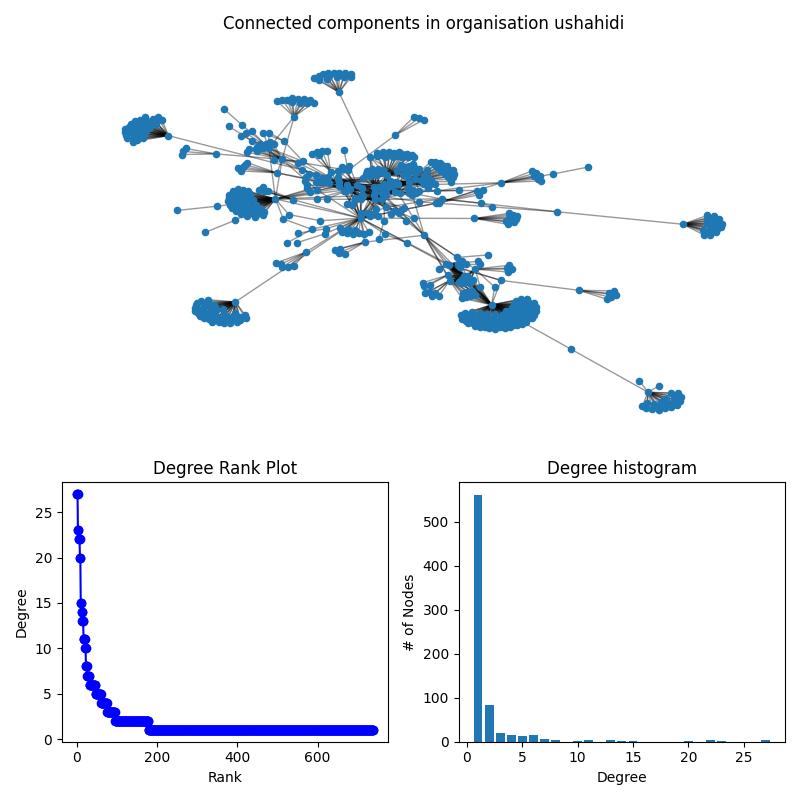 Connected components in organisation ushahidi
Degree Rank Plot
Degree
25
20
15
10
5
0
0 200 400 600
Rank
Degree histogram
# of Nodes
500
400
300
200
100
0
0 5 10 15 20 25
Degree